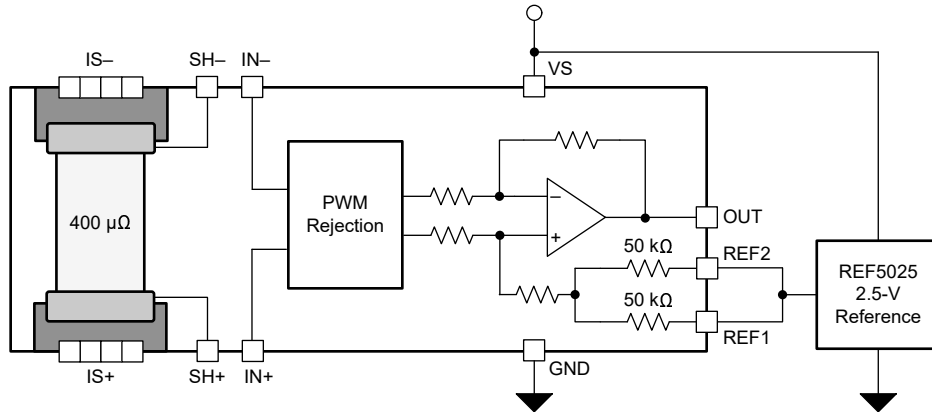 IS–
SH–
IN–
VS
400 µΩ
PWM
Rejection
–
+
OUT
50 kΩ
REF2
50 kΩ
REF1
REF5025
2.5-V
Reference
IS+
SH+
IN+
GND